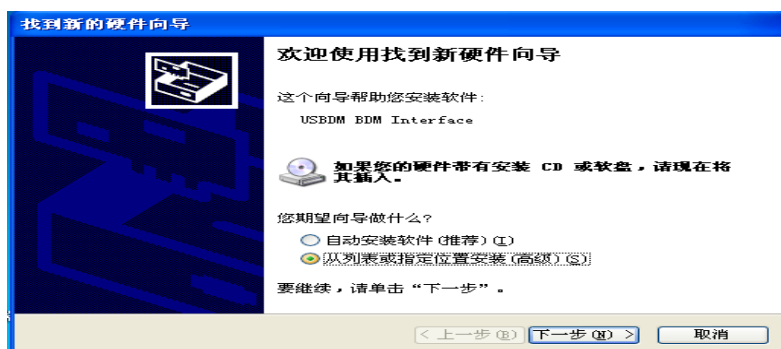 找到新的硬件向导
欢迎使用找到新硬件向导
这个向导帮助您安装软件:
USBDM BDM Interface
如果您的硬件带有安装 CD 或软盘，请现在将
其插入。
您期望向导做什么?
自动安装软件(推荐)(I)
从列表或指定位置安装(高级)(S)
要继续，请单击“下一步”。
< 上一步(B) 下一步(N) > 取消